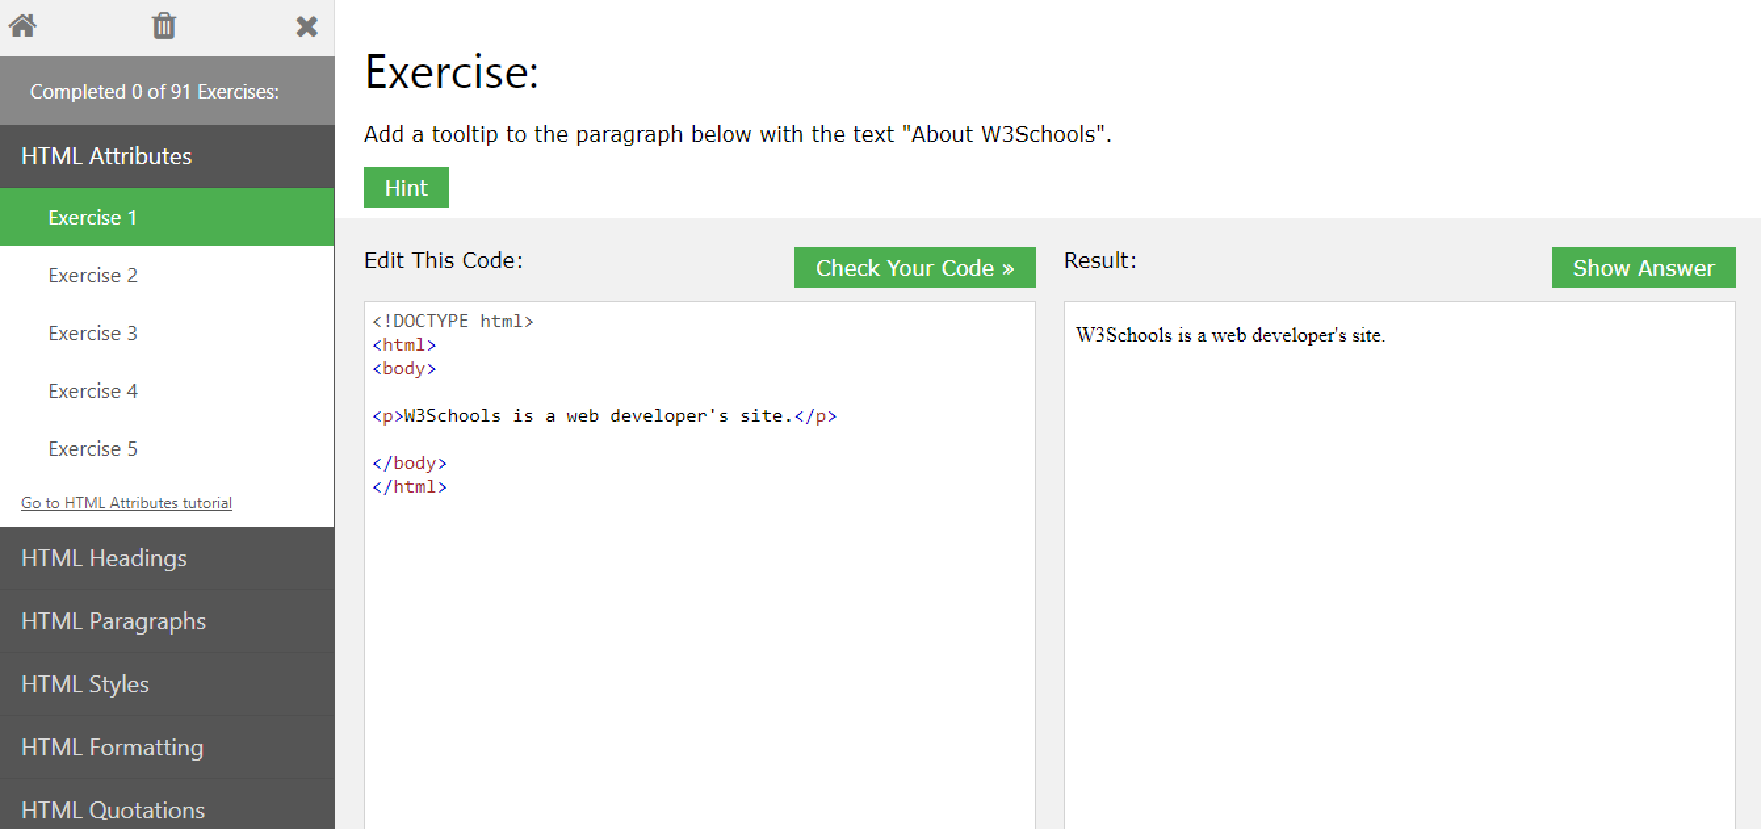 Completed 0 of 91 Exercises:
HTML Attributes
Exercise 1
Exercise 2
Exercise 3
Exercise 4
Exercise 5
Go to HTML Attributes tutorial
HTML Headings
HTML Paragraphs
HTML Styles
HTML Formatting
HTML Quotations
Exercise:
Add a tooltip to the paragraph below with the text "About W3Schools".
Hint
Edit This Code:
Check Your Code »
<!DOCTYPE html>
<html>
<body>
<p>W3Schools is a web developer's site.</p>
</body>
</html>
Result:
Show Answer
W3Schools is a web developer's site.